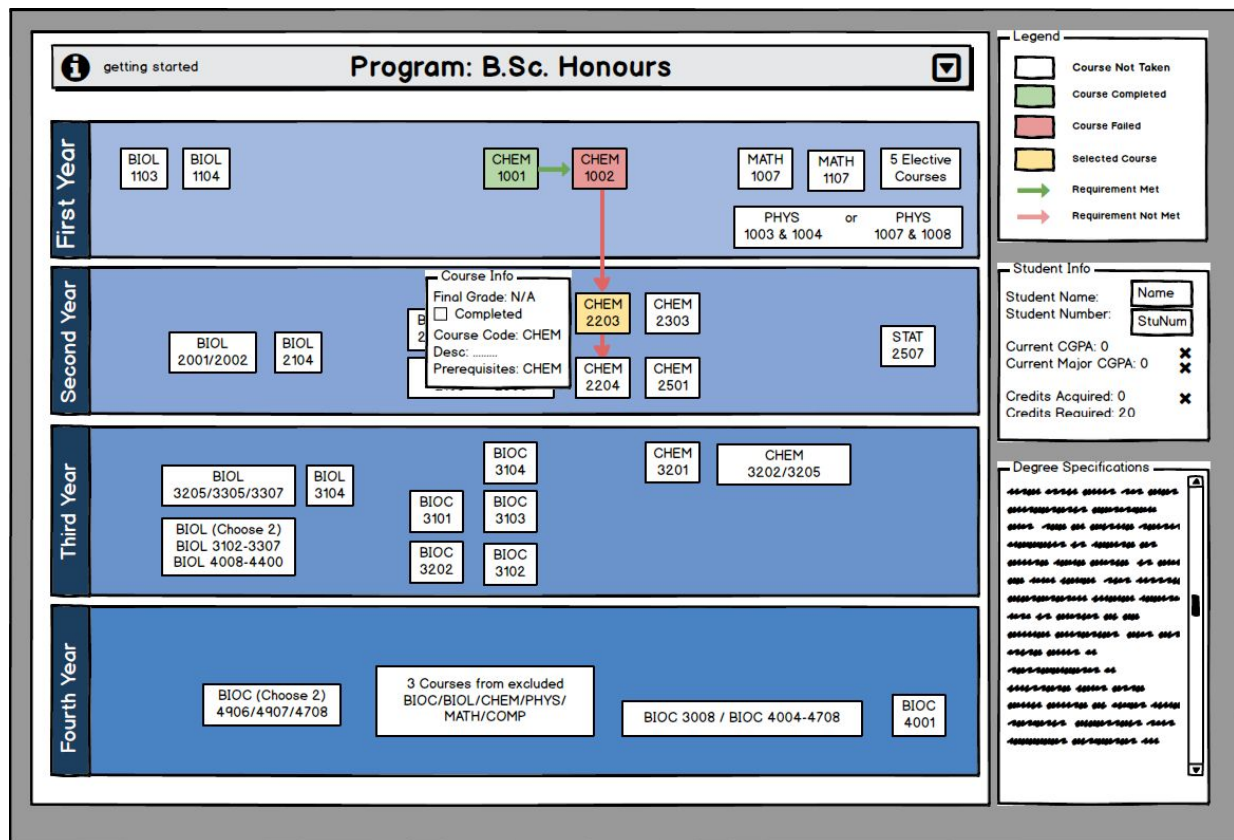 getting started
Program: B.Sc. Honours
First Year
BIOL
1103
BIOL
1104
CHEM
1001
CHEM
1002
MATH
1007
MATH
1107
5 Elective
Courses
PHYS or PHYS
1003 & 1004 1007 & 1008
Second Year
BIOL
2001/2002
BIOL
2104
Course Info
Final Grade: N/A
Completed
Course Code: CHEM
Desc: .........
Prerequisites: CHEM
CHEM
2203
CHEM
2303
CHEM
2204
CHEM
2501
STAT
2507
Third Year
BIOL
3205/3305/3307
BIOL
3104
BIOL (Choose 2)
BIOL 3102-3307
BIOL 4008-4400
BIOC
3101
BIOC
3202
BIOC
3104
BIOC
3103
BIOC
3102
CHEM
3201
CHEM
3202/3205
Fourth Year
BIOC (Choose 2)
4906/4907/4708
3 Courses from excluded
BIOC/BIOL/CHEM/PHYS/
MATH/COMP
BIOC 3008 / BIOC 4004-4708
BIOC
4001
Legend
Course Not Taken
Course Completed
Course Failed
Selected Course
Requirement Met
Requirement Not Met
Student Info
Student Name: Name
Student Number: StuNum
Current CGPA: 0
Current Major CGPA: 0
Credits Acquired: 0
Credits Required: 20
Degree Specifications